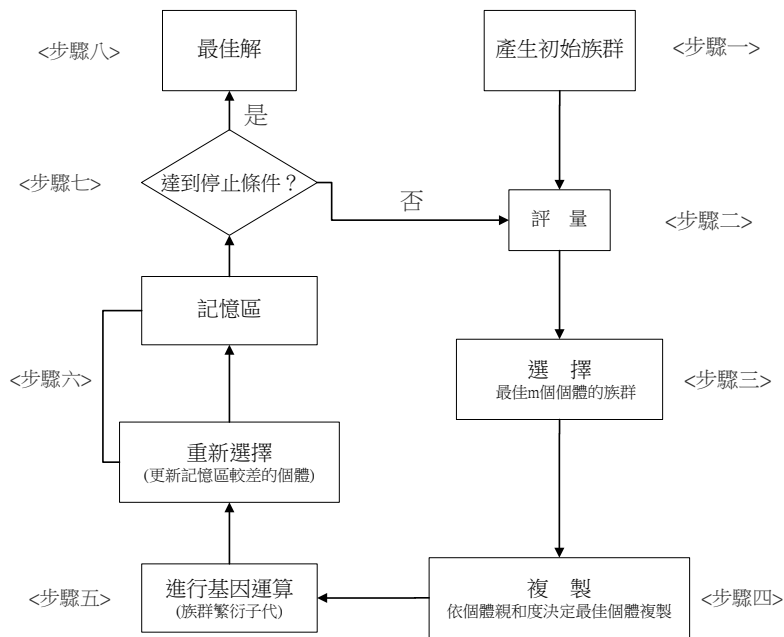 <步驟八>
最佳解
產生初始族群
<步驟一>
是
<步驟七>
達到停止條件？
否
評 量
<步驟二>
記憶區
<步驟六>
選 擇
最佳m個個體的族群
<步驟三>
重新選擇
(更新記憶區較差的個體)
<步驟五>
進行基因運算
(族群繁衍子代)
複 製
依個體親和度決定最佳個體複製
<步驟四>